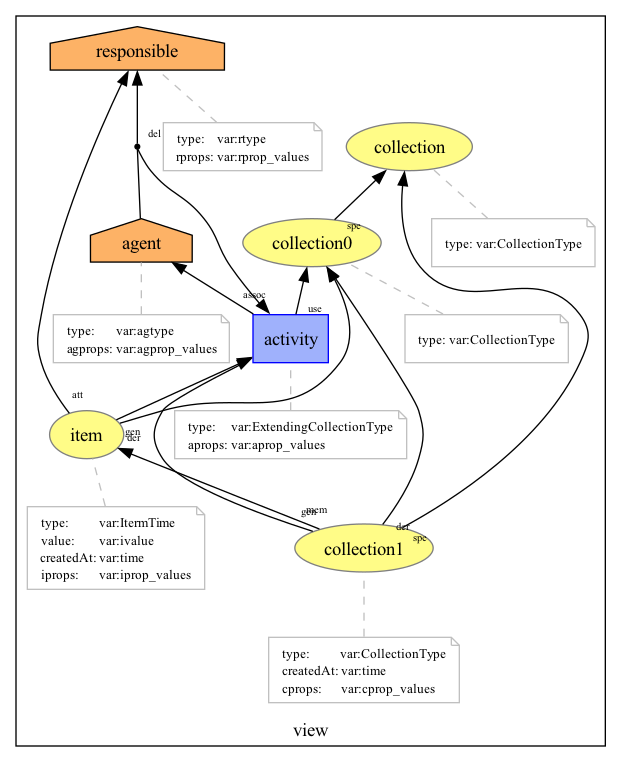 responsible
del
type: var:rtype
rprops: var:rprop_values
collection
agent
collection0
spe
type: var:CollectionType
assoc
use
type: var:agtype
agprops: var:agprop_values
activity
type: var:CollectionType
att
item
gen
der
type: var:ExtendingCollectionType
aprops: var:aprop_values
type: var:ItermTime
value: var:ivalue
createdAt: var:time
iprops: var:iprop_values
gen
mem
der
spe
collection1
type: var:CollectionType
createdAt: var:time
cprops: var:cprop_values
view